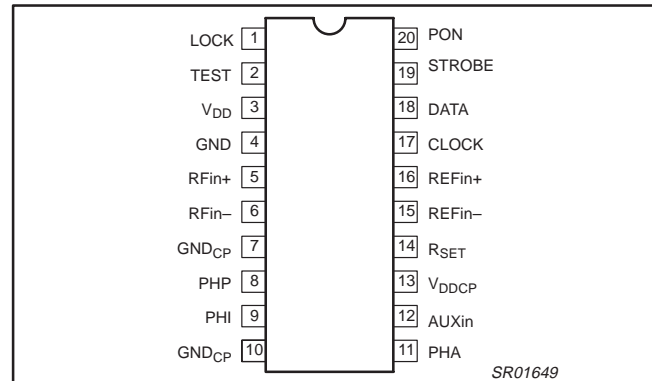 LOCK 1 20 PON
TEST 2 19 STROBE
VDD 3 18 DATA
GND 4 17 CLOCK
RFin+ 5 16 REFin+
RFin– 6 15 REFin–
GNDCP 7 14 RSET
PHP 8 13 VDDCP
PHI 9 12 AUXin
GNDCP 10 11 PHA
SR01649